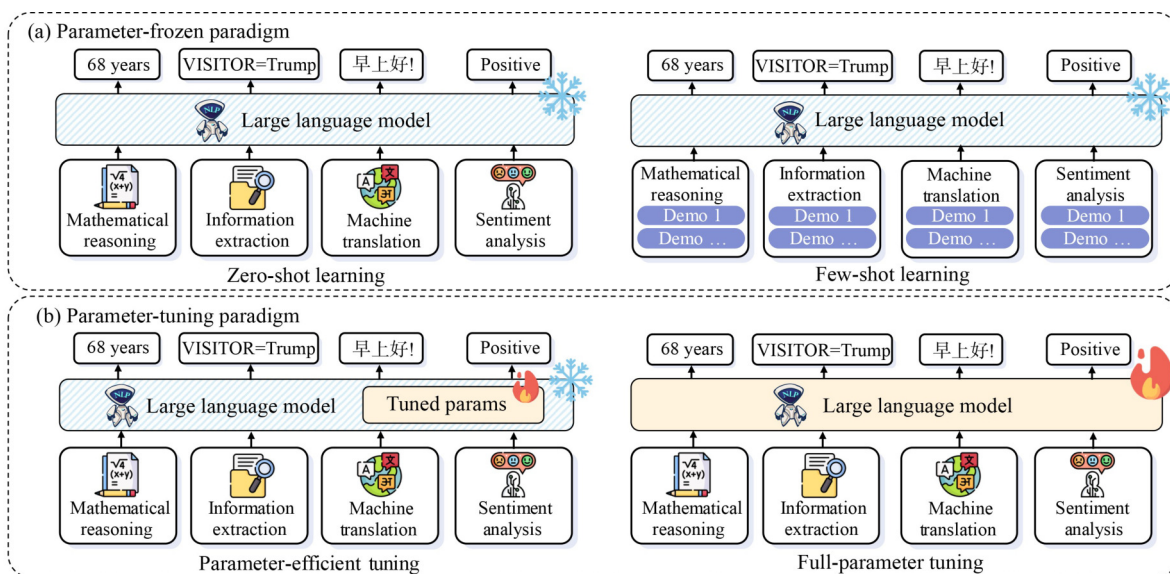 (a) Parameter-frozen paradigm
68 years
VISITOR=Trump
早上好!
Positive
NLP
Large language model
Mathematical
reasoning
Information
extraction
Machine
translation
Sentiment
analysis
Zero-shot learning
68 years
VISITOR=Trump
早上好!
Positive
NLP
Large language model
Mathematical
reasoning
Demo 1
Demo ...
Information
extraction
Demo 1
Demo ...
Machine
translation
Demo 1
Demo ...
Sentiment
analysis
Demo 1
Demo ...
Few-shot learning
(b) Parameter-tuning paradigm
68 years
VISITOR=Trump
早上好!
Positive
NLP
Large language model
Tuned params
Mathematical
reasoning
Information
extraction
Machine
translation
Sentiment
analysis
Parameter-efficient tuning
68 years
VISITOR=Trump
早上好!
Positive
NLP
Large language model
Mathematical
reasoning
Information
extraction
Machine
translation
Sentiment
analysis
Full-parameter tuning